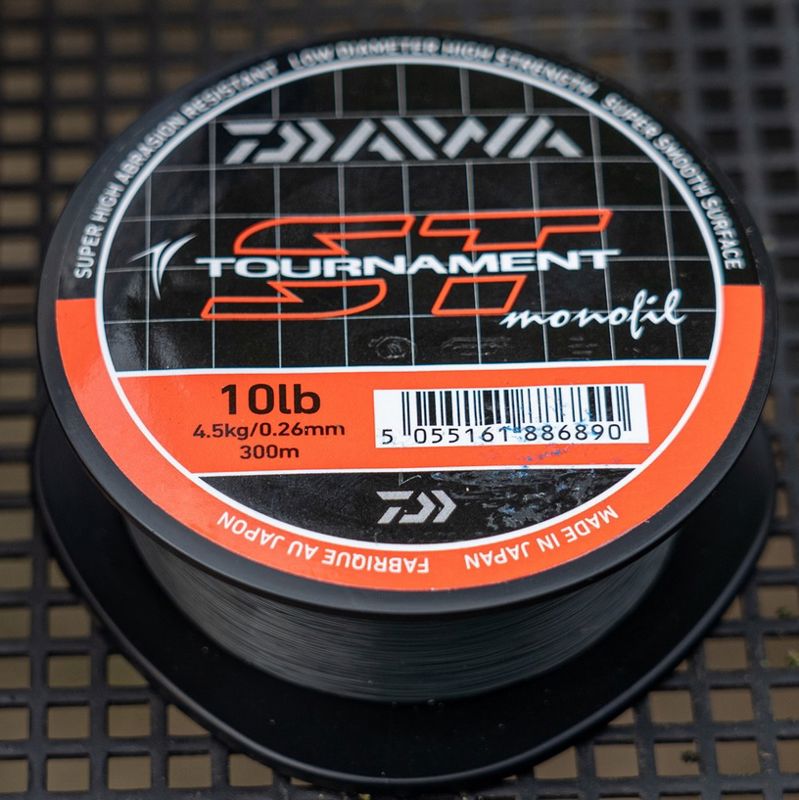 SUPER HIGH ABRASION RESISTANT LOW DIAMETER HIGH STRENGTH SUPER SMOOTH SURFACE
DAIWA
ST
TOURNAMENT
monofil
10lb
4.5kg/0.26mm
300m
5 055161 886890
MADE IN JAPAN
FABRIQUE AU JAPON